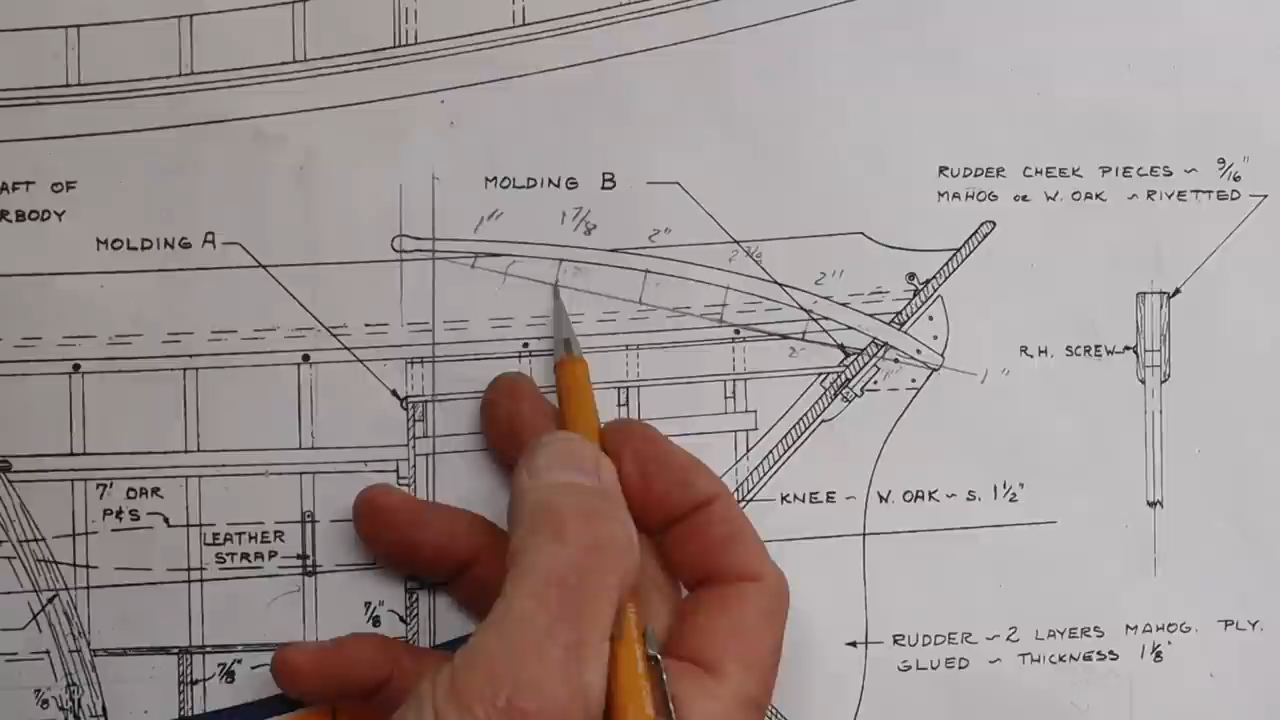 AFT OF
RBODY
MOLDING A
MOLDING B
1"
1 7/8
2"
2"
2"
1"
RUDDER CHEEK PIECES ~ 9/16"
MAHOG OR W. OAK ~ RIVETTED
R.H. SCREW
7' OAR
P&S
LEATHER
STRAP
7/8"
7/8"
7/8"
KNEE ~ W. OAK ~ S. 1 1/2"
RUDDER ~ 2 LAYERS MAHOG. PLY.
GLUED ~ THICKNESS 1 1/8"